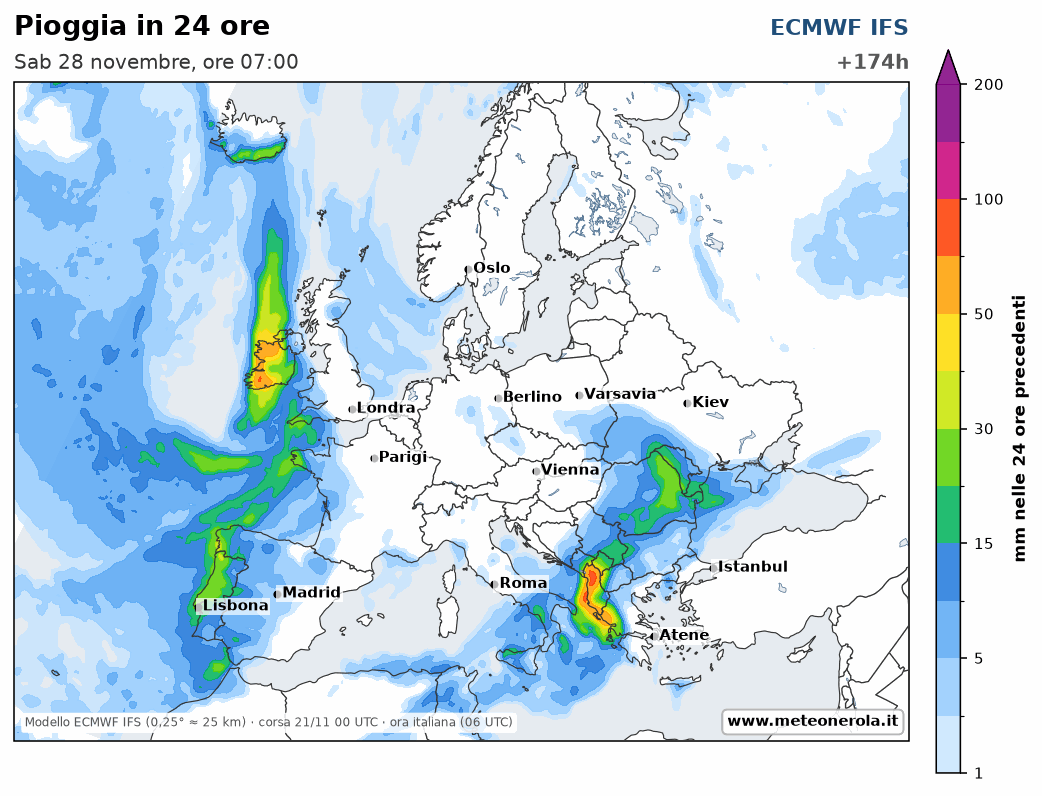 Pioggia in 24 ore
ECMWF IFS
Sab 28 novembre, ore 07:00
+174h
200
100
50
30
15
5
1
mm nelle 24 ore precedenti
Oslo
Londra
Berlino
Varsavia
Kiev
Parigi
Vienna
Istanbul
Roma
Madrid
Lisbona
Atene
Modello ECMWF IFS (0,25° ≈ 25 km) · corsa 21/11 00 UTC · ora italiana (06 UTC)
www.meteonerola.it